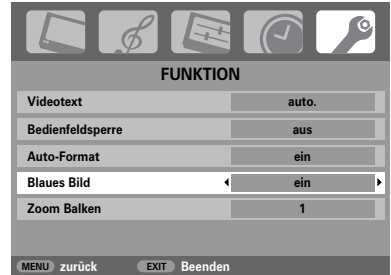 FUNKTION
Videotext auto.
Bedienfeldsperre aus
Auto-Format ein
Blaues Bild ein
Zoom Balken 1
MENU zurück EXIT Beenden